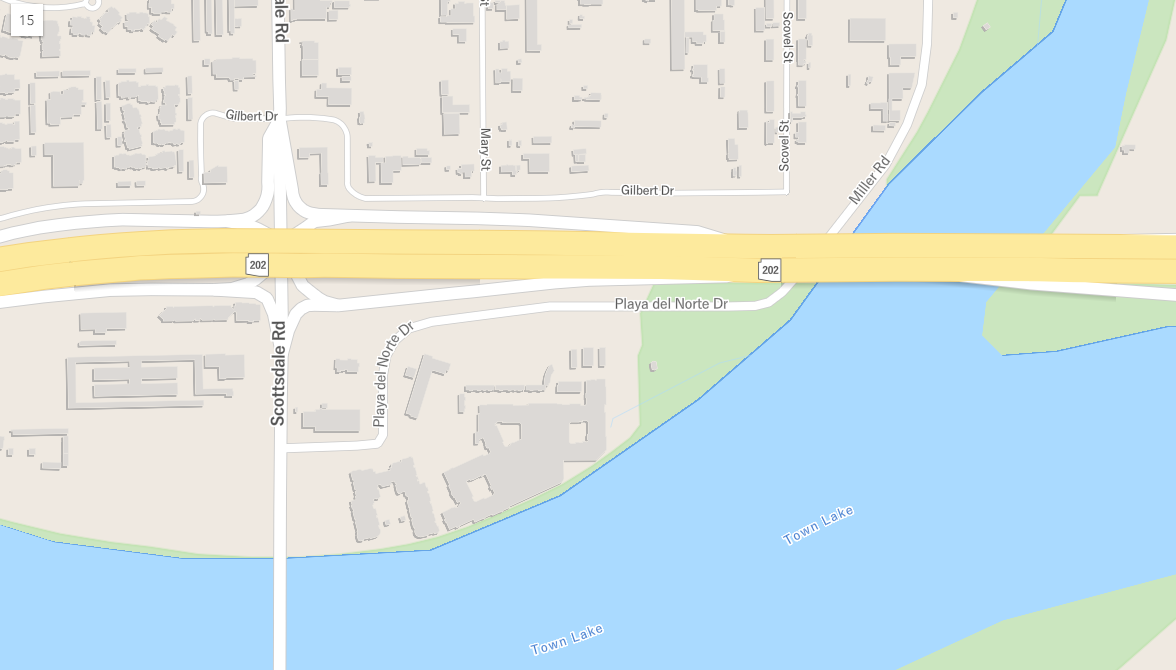 15
ale Rd
St
Scovel St
Gilbert Dr
Mary St
Scovel St
Miller Rd
Gilbert Dr
202
202
Playa del Norte Dr
Scottsdale Rd
Playa del Norte Dr
Town Lake
Town Lake